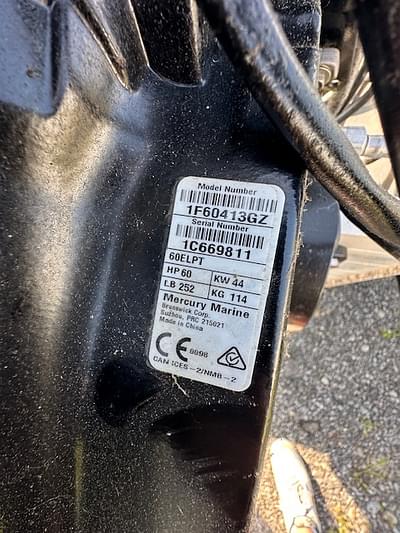 Model Number
1F60413GZ
Serial Number
1C669811
60ELPT
HP 60 KW 44
LB 252 KG 114
Mercury Marine
Brunswick Corp.
Suzhou, PRC 215021
Made in China
CE 0098
CAN ICES-2/NMB-2